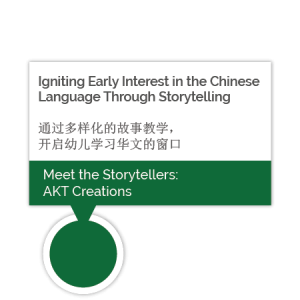 Igniting Early Interest in the Chinese
Language Through Storytelling
通过多样化的故事教学，
开启幼儿学习华文的窗口
Meet the Storytellers:
AKT Creations